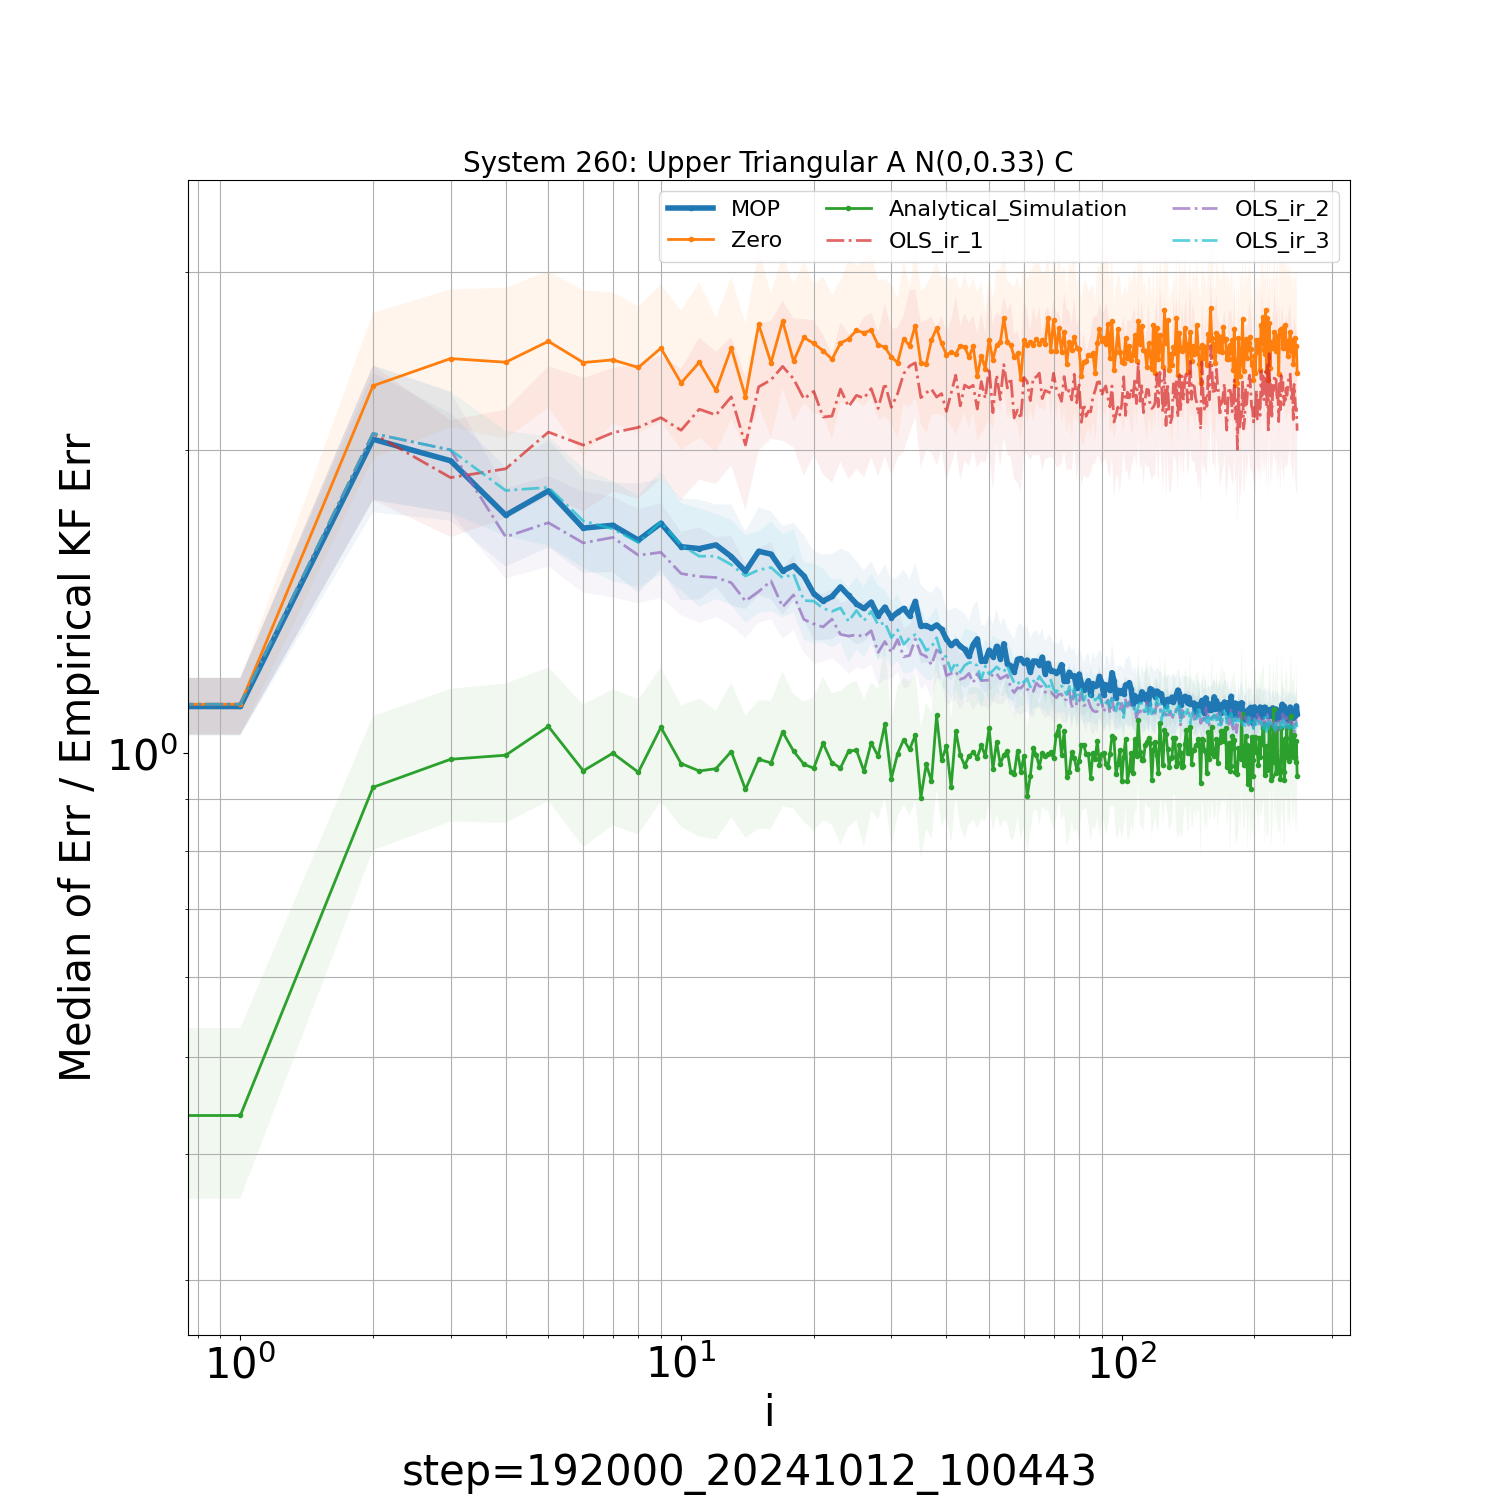 System 260: Upper Triangular A N(0,0.33) C
MOP
Zero
Analytical_Simulation
OLS_ir_1
OLS_ir_2
OLS_ir_3
Median of Err / Empirical KF Err
10⁰
10⁰
10¹
10²
i
step=192000_20241012_100443